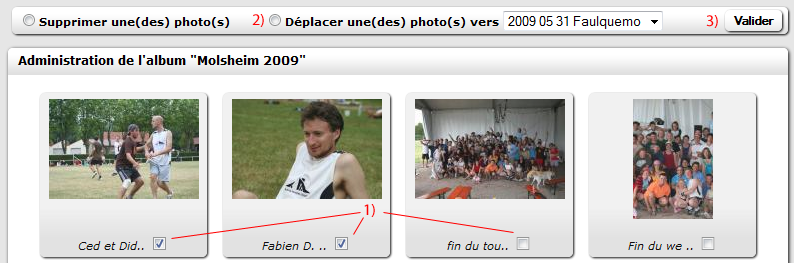 Supprimer une(des) photo(s) 2) Déplacer une(des) photo(s) vers 2009 05 31 Faulquemo 3) Valider
Administration de l'album "Molsheim 2009"
1)
Ced et Did.. Fabien D. .. fin du tou.. Fin du we ..